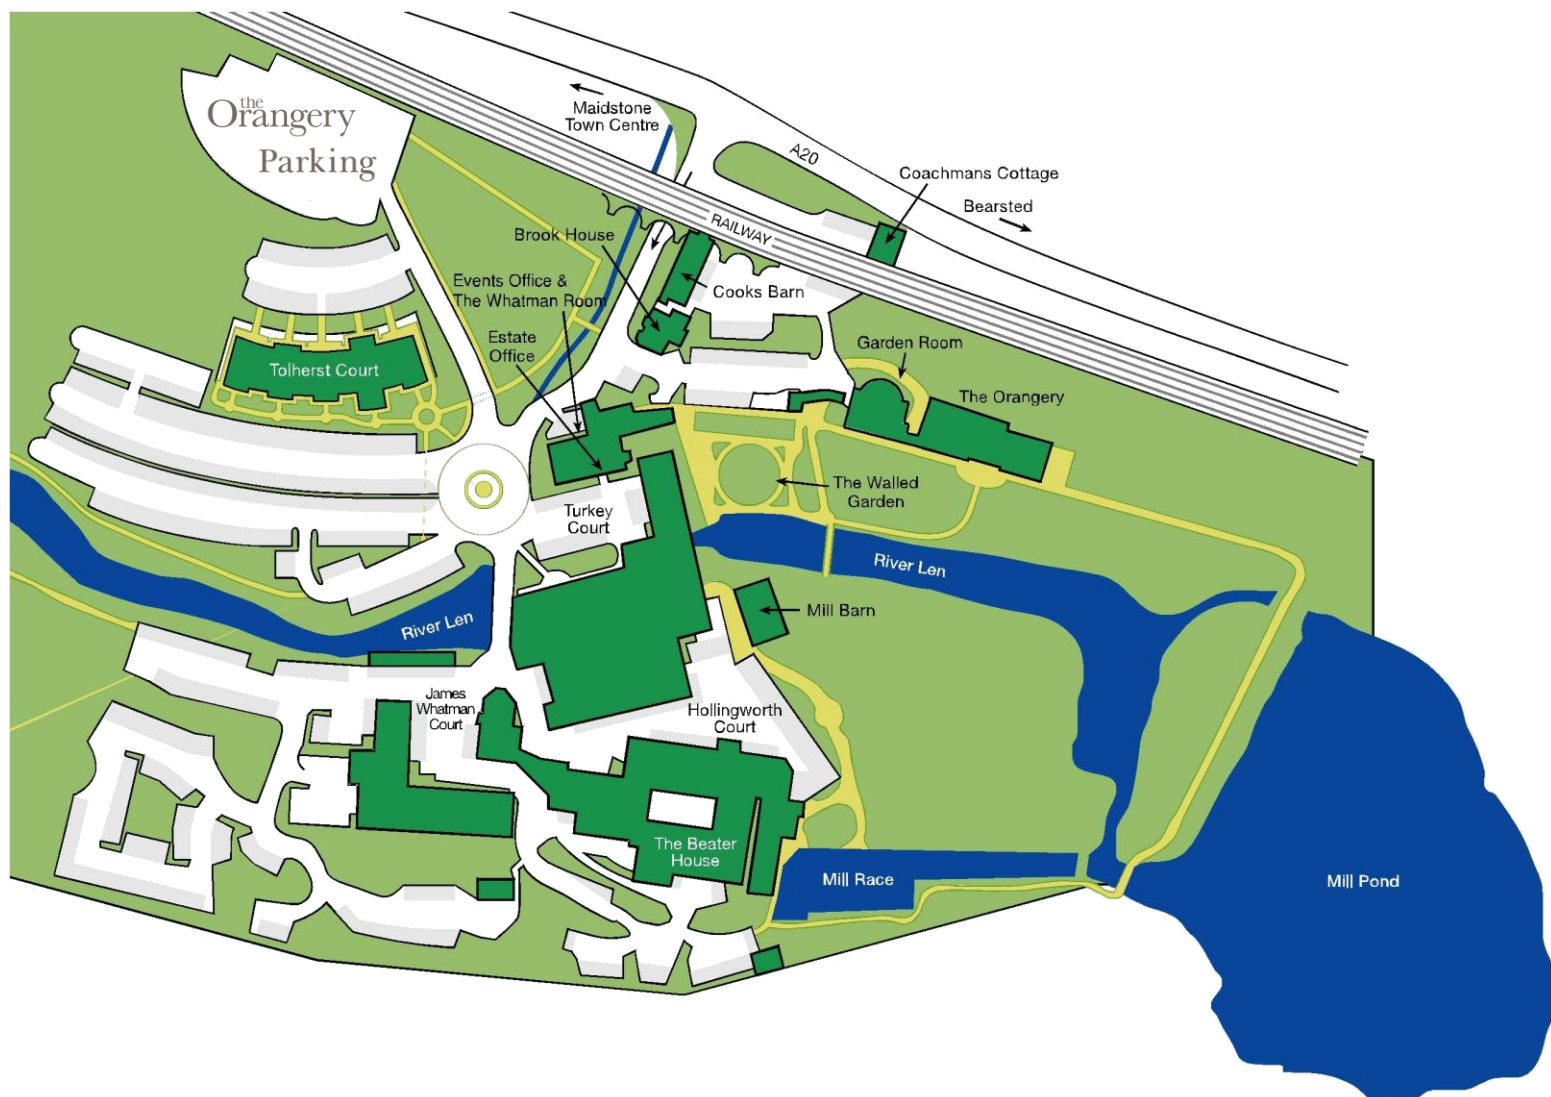 the
Orangery
Parking
Maidstone
Town Centre
A20
Coachmans Cottage
Bearsted
RAILWAY
Brook House
Events Office &
The Whatman Room
Cooks Barn
Estate
Office
Garden Room
Tolherst Court
The Orangery
The Walled
Garden
Turkey
Court
River Len
Mill Barn
River Len
James
Whatman
Court
Hollingworth
Court
The Beater
House
Mill Race
Mill Pond